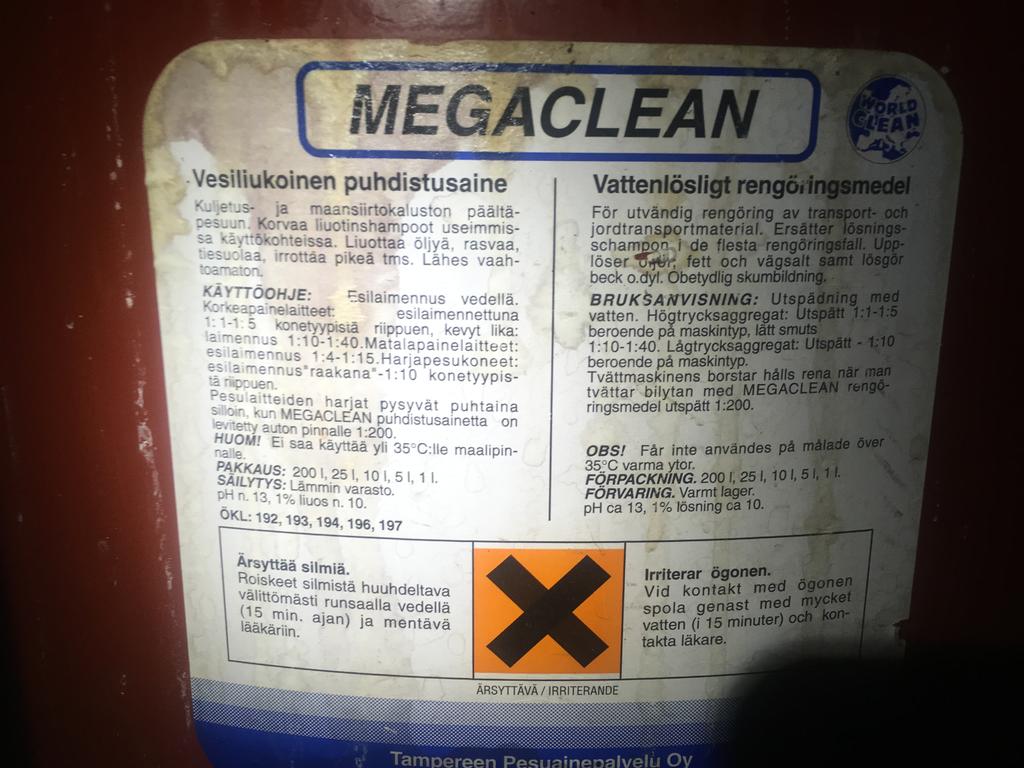 MEGACLEAN
WORLD
CLEAN
Vesiliukoinen puhdistusaine
Kuljetus- ja maansiirtokaluston päältä-
pesuun. Korvaa liuotinshampoot useimmis-
sa käyttökohteissa. Liuottaa öljyä, rasvaa,
tiesuolaa, irrottaa pikeä tms. Lähes vaah-
toamaton.
KÄYTTÖOHJE: Esilaimennus vedellä.
Korkeapainelaitteet: esilaimennettuna
1:1-1:5 konetyypistä riippuen, kevyt lika:
laimennus 1:10-1:40.Matalapainelaitteet:
esilaimennus 1:4-1:15.Harjapesukoneet:
esilaimennus"raakana"-1:10 konetyypis-
tä riippuen.
Pesulaitteiden harjat pysyvät puhtaina
silloin, kun MEGACLEAN puhdistusainetta on
levitetty auton pinnalle 1:200.
HUOM! Ei saa käyttää yli 35°C:lle maalipin-
nalle.
PAKKAUS: 200 l, 25 l, 10 l, 5 l, 1 l.
SÄILYTYS: Lämmin varasto.
pH n. 13, 1% liuos n. 10.
ÖKL: 192, 193, 194, 196, 197
Vattenlösligt rengöringsmedel
För utvändig rengöring av transport- och
jordtransportmaterial. Ersätter lösnings-
schampon i de flesta rengöringsfall. Upp-
löser fett och vägsalt samt lösgör
beck o.dyl. Obetydlig skumbildning.
BRUKSANVISNING: Utspädning med
vatten. Högtrycksaggregat: Utspätt 1:1-1:5
beroende på maskintyp, lätt smuts
1:10-1:40. Lågtrycksaggregat: Utspätt - 1:10
beroende på maskintyp.
Tvättmaskinens borstar hålls rena när man
tvättar bilytan med MEGACLEAN rengö-
ringsmedel utspätt 1:200.
OBS! Får inte användes på målade över
35°C varma ytor.
FÖRPACKNING. 200 l, 25 l, 10 l, 5 l, 1 l.
FÖRVARING. Varmt lager.
pH ca 13, 1% lösning ca 10.
Ärsyttää silmiä.
Roiskeet silmistä huuhdeltava
välittömästi runsaalla vedellä
(15 min. ajan) ja mentävä
lääkäriin.
Irriterar ögonen.
Vid kontakt med ögonen
spola genast med mycket
vatten (i 15 minuter) och kon-
takta läkare.
ÄRSYTTÄVÄ / IRRITERANDE
Tampereen Pesuainepalvelu Oy